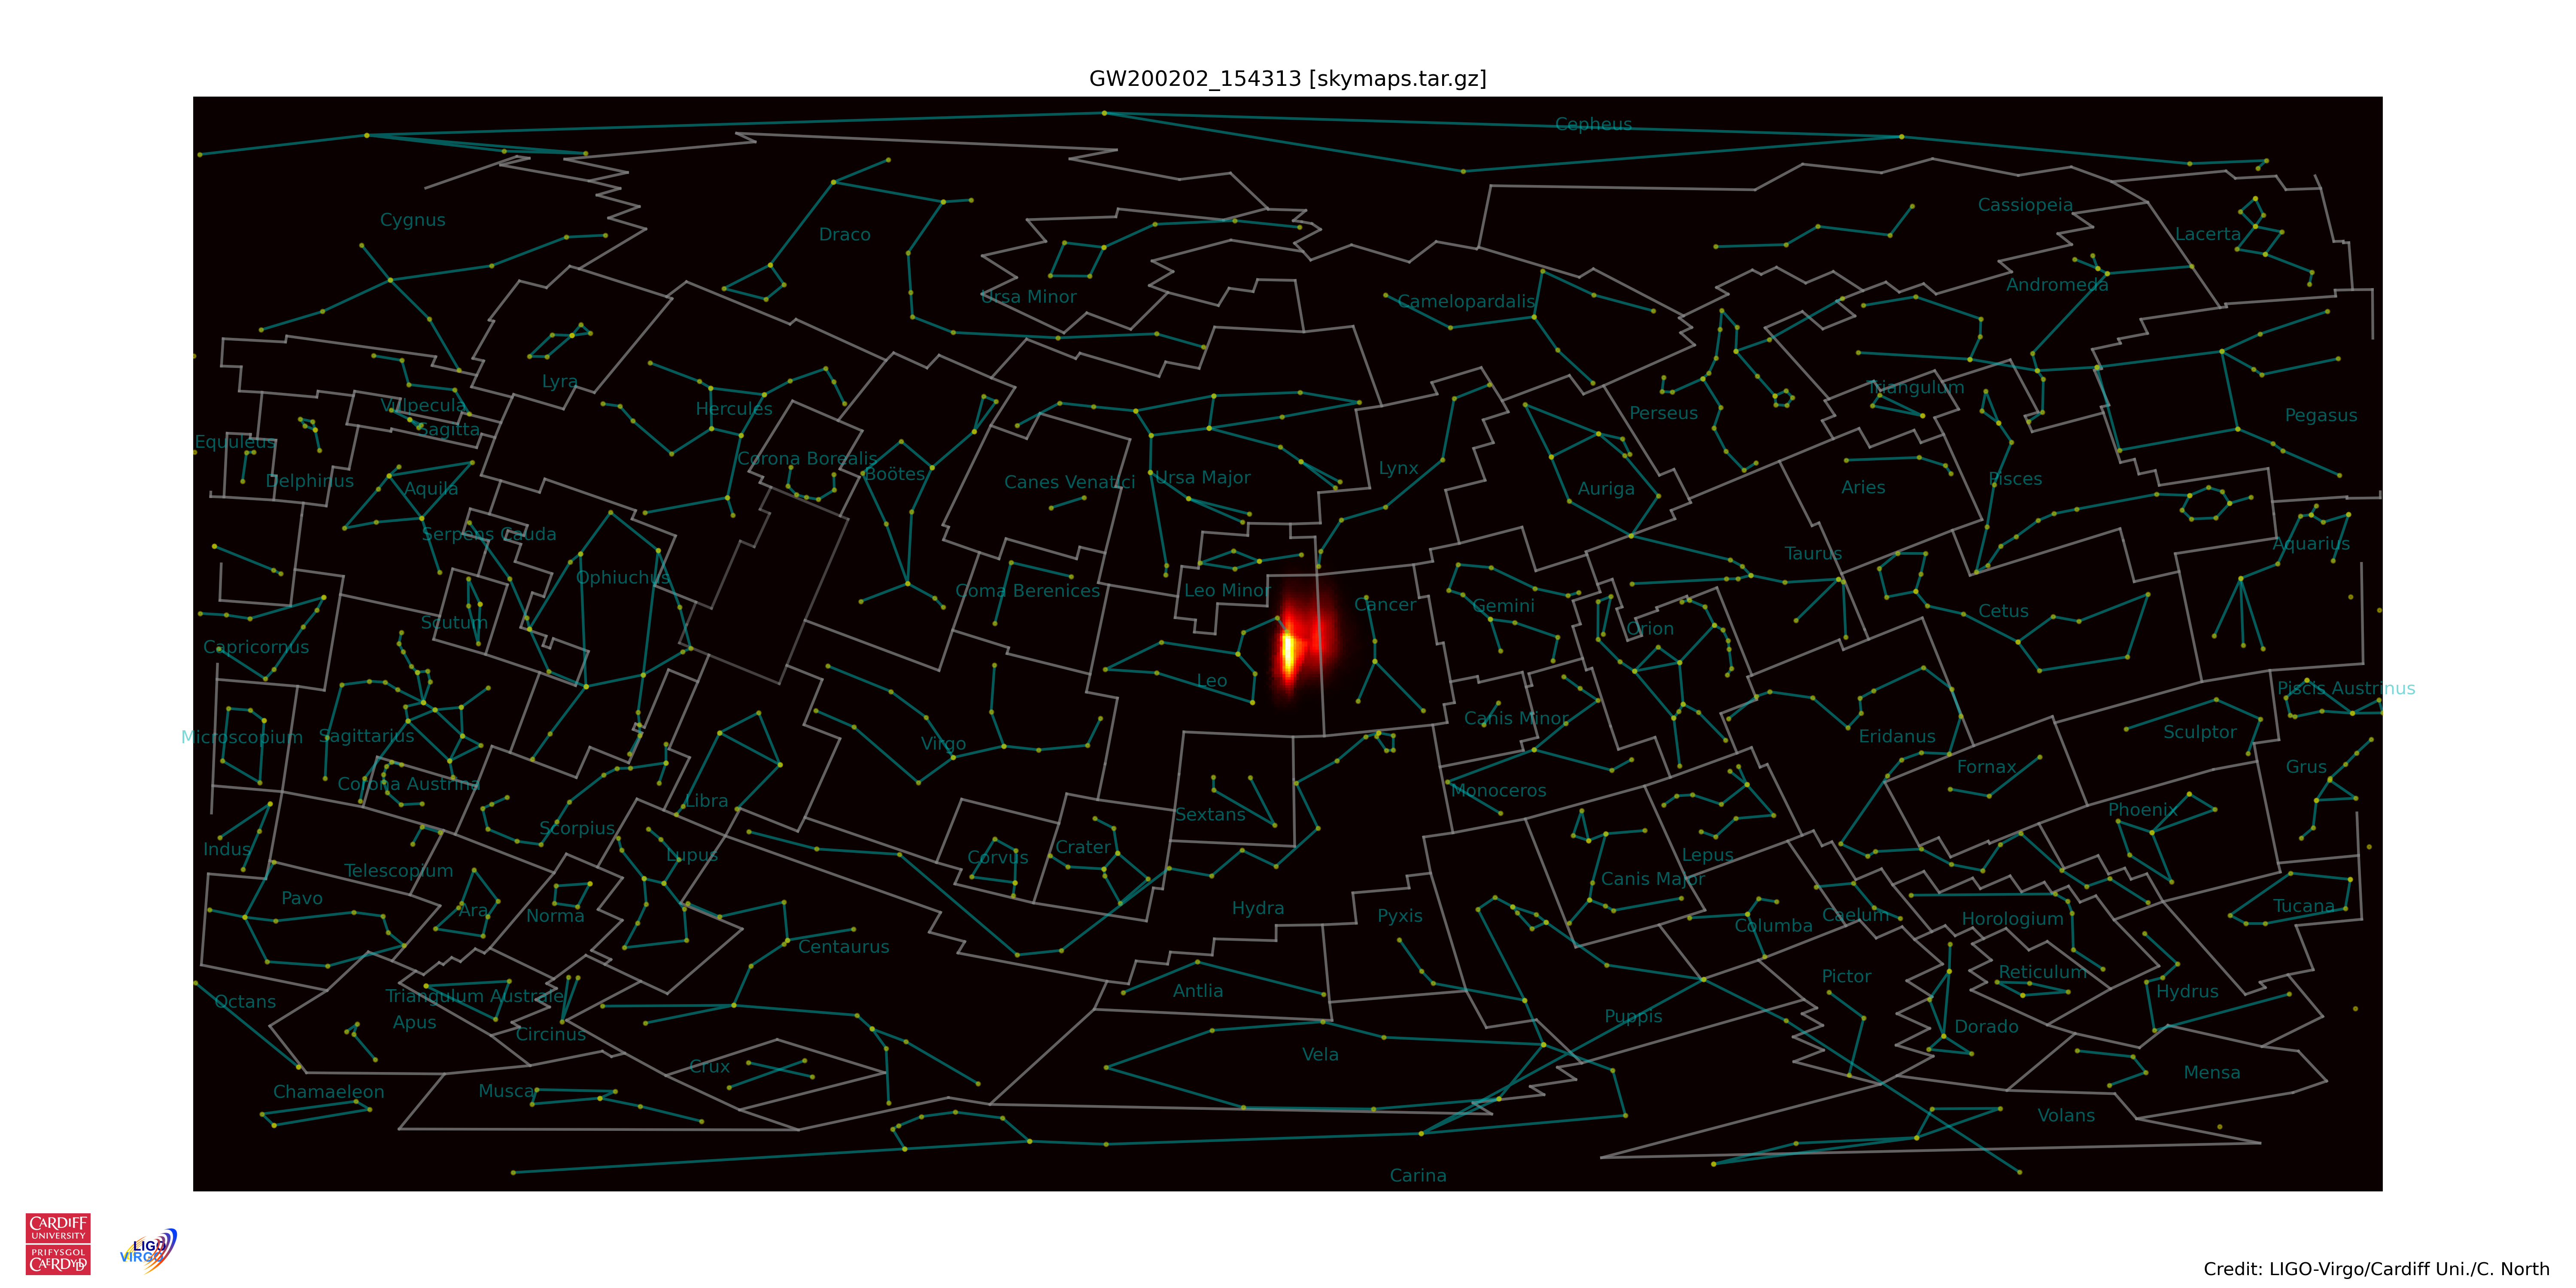 GW200202_154313 [skymaps.tar.gz]
Cepheus
Cassiopeia
Cygnus
Draco
Lacerta
Andromeda
Ursa Minor
Camelopardalis
Lyra
Triangulum
Vulpecula
Hercules
Perseus
Pegasus
Sagitta
Equuleus
Corona Borealis
Lynx
Boötes
Ursa Major
Pisces
Delphinus
Canes Venatici
Aquila
Auriga
Aries
Serpens Cauda
Aquarius
Taurus
Ophiuchus
Coma Berenices
Leo Minor
Cancer
Gemini
Cetus
Scutum
Orion
Capricornus
Leo
Piscis Austrinus
Canis Minor
Sculptor
Microscopium
Sagittarius
Virgo
Eridanus
Fornax
Grus
Corona Austrina
Monoceros
Libra
Phoenix
Sextans
Scorpius
Crater
Indus
Lupus
Corvus
Lepus
Telescopium
Canis Major
Pavo
Tucana
Ara
Norma
Hydra
Pyxis
Caelum
Horologium
Columba
Centaurus
Reticulum
Pictor
Antlia
Hydrus
Triangulum Australe
Octans
Puppis
Apus
Dorado
Circinus
Vela
Crux
Mensa
Chamaeleon
Musca
Volans
Carina
CARDIFF
UNIVERSITY
PRIFYSGOL
CAERDYDD
LIGO
VIRGO
Credit: LIGO-Virgo/Cardiff Uni./C. North